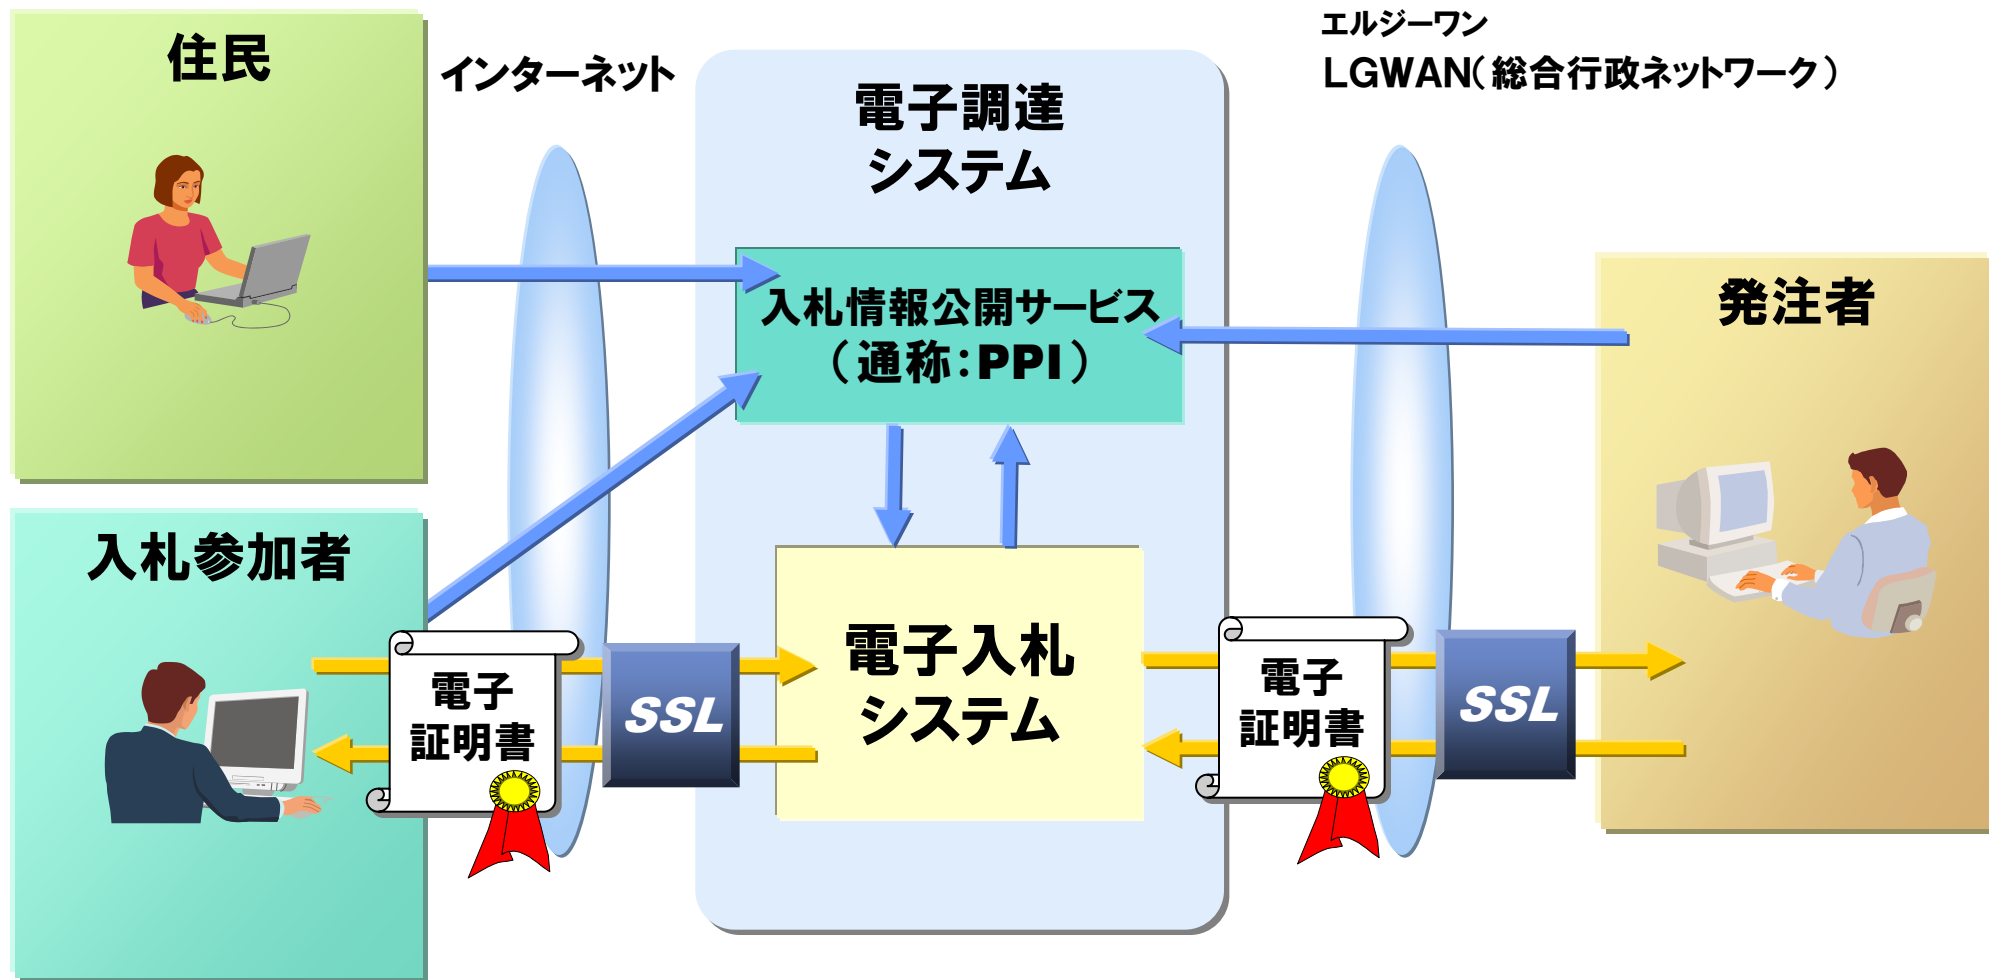 住民
インターネット
エルジーワン
LGWAN(総合行政ネットワーク)
電子調達
システム
入札情報公開サービス
(通称:PPI)
発注者
入札参加者
電子
証明書
SSL
電子入札
システム
電子
証明書
SSL